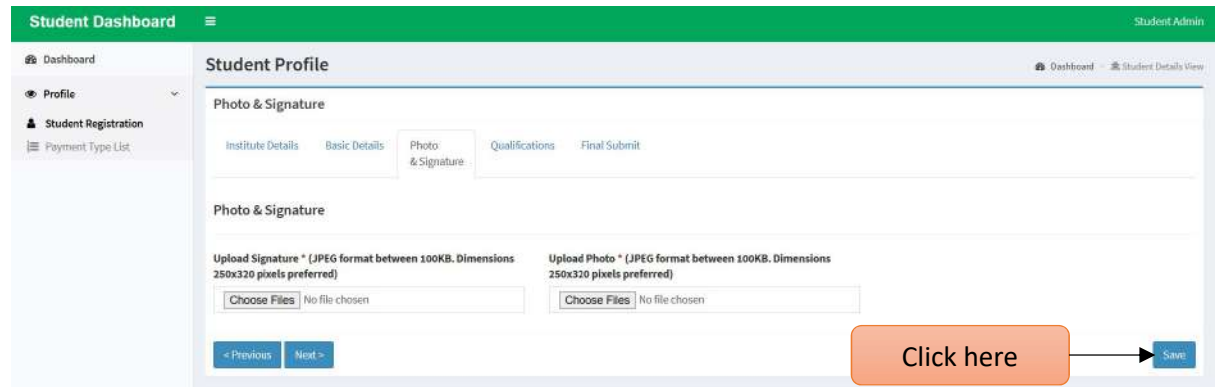 Student Dashboard
Student Admin
Dashboard
Profile
Student Registration
Payment Type List
Student Profile
Dashboard
Student Details View
Photo & Signature
Institute Details
Basic Details
Photo
& Signature
Qualifications
Final Submit
Photo & Signature
Upload Signature * (JPEG format between 100KB. Dimensions
250x320 pixels preferred)
Choose Files No file chosen
Upload Photo * (JPEG format between 100KB. Dimensions
250x320 pixels preferred)
Choose Files No file chosen
< Previous
Next >
Click here
Save